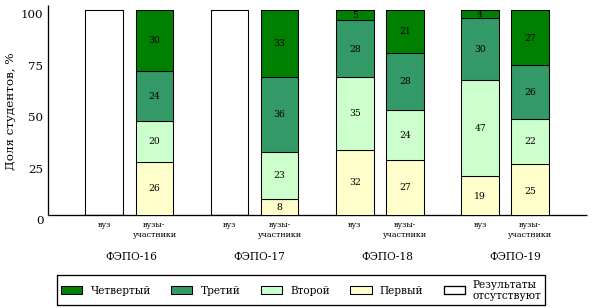 Доля студентов, %
100
75
50
25
0
30
24
20
26
33
36
23
8
5
28
35
32
21
28
24
27
4
30
47
19
27
26
22
25
вуз
вузы-
участники
вуз
вузы-
участники
вуз
вузы-
участники
вуз
вузы-
участники
ФЭПО-16
ФЭПО-17
ФЭПО-18
ФЭПО-19
Четвертый
Третий
Второй
Первый
Результаты
отсутствуют